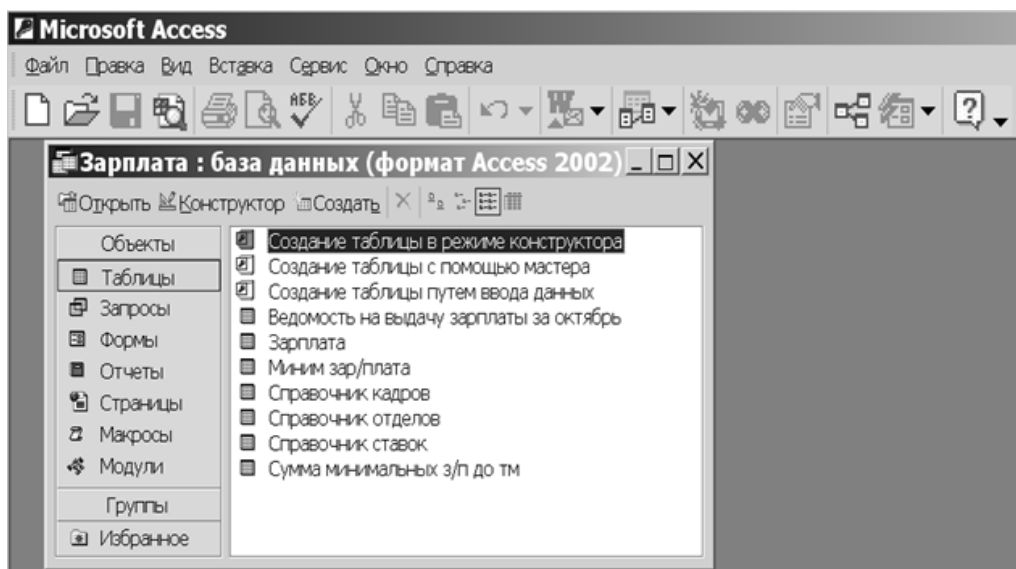 Microsoft Access
Файл Правка Вид Вставка Сервис Окно Справка
Зарплата : база данных (формат Access 2002)
Открыть Конструктор Создать
Объекты
Таблицы
Запросы
Формы
Отчеты
Страницы
Макросы
Модули
Группы
Избранное
Создание таблицы в режиме конструктора
Создание таблицы с помощью мастера
Создание таблицы путем ввода данных
Ведомость на выдачу зарплаты за октябрь
Зарплата
Миним зар/плата
Справочник кадров
Справочник отделов
Справочник ставок
Сумма минимальных з/п до тм